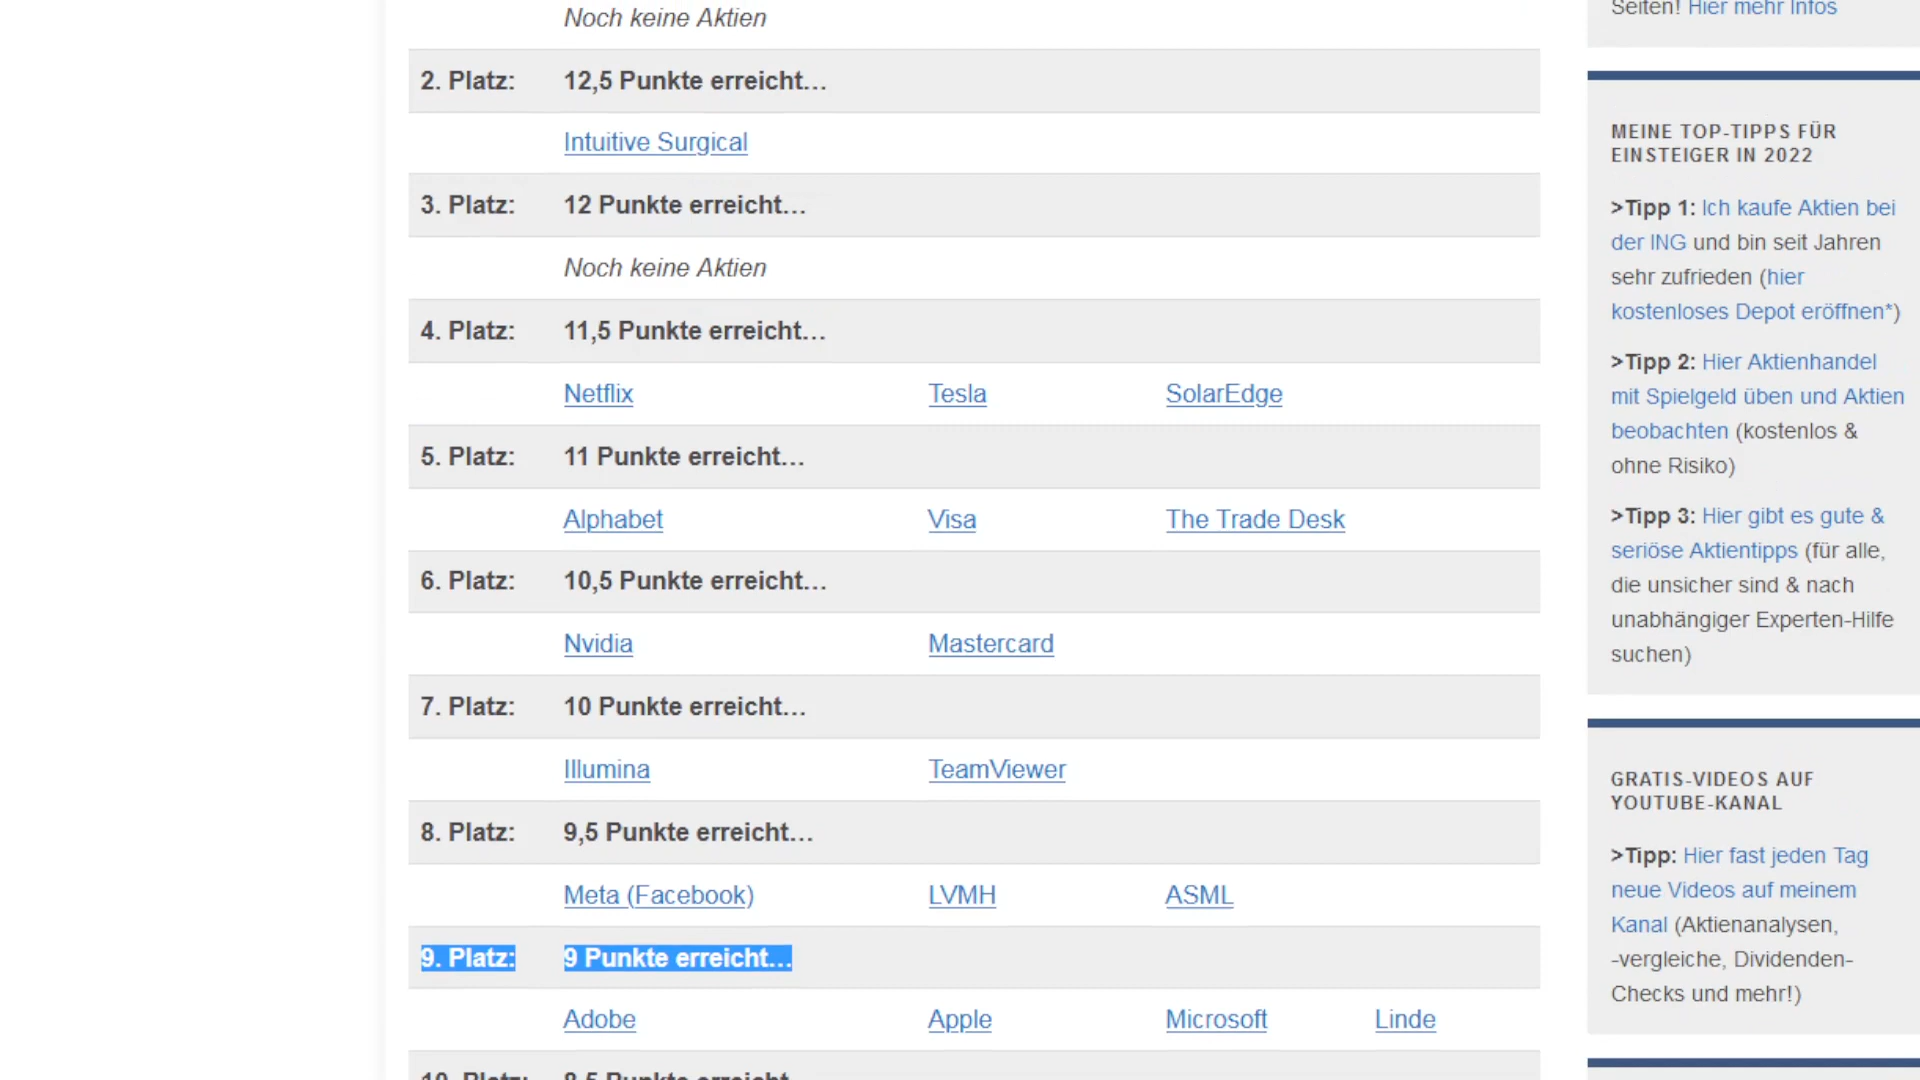 Noch keine Aktien
2. Platz: 12,5 Punkte erreicht…
Intuitive Surgical
3. Platz: 12 Punkte erreicht…
Noch keine Aktien
4. Platz: 11,5 Punkte erreicht…
Netflix Tesla SolarEdge
5. Platz: 11 Punkte erreicht…
Alphabet Visa The Trade Desk
6. Platz: 10,5 Punkte erreicht…
Nvidia Mastercard
7. Platz: 10 Punkte erreicht…
Illumina TeamViewer
8. Platz: 9,5 Punkte erreicht…
Meta (Facebook) LVMH ASML
9. Platz: 9 Punkte erreicht…
Adobe Apple Microsoft Linde
10. Platz: 8,5 Punkte erreicht
Seiten! Hier mehr Infos
MEINE TOP-TIPPS FÜR
EINSTEIGER IN 2022
>Tipp 1: Ich kaufe Aktien bei
der ING und bin seit Jahren
sehr zufrieden (hier
kostenloses Depot eröffnen*)
>Tipp 2: Hier Aktienhandel
mit Spielgeld üben und Aktien
beobachten (kostenlos &
ohne Risiko)
>Tipp 3: Hier gibt es gute &
seriöse Aktientipps (für alle,
die unsicher sind & nach
unabhängiger Experten-Hilfe
suchen)
GRATIS-VIDEOS AUF
YOUTUBE-KANAL
>Tipp: Hier fast jeden Tag
neue Videos auf meinem
Kanal (Aktienanalysen,
-vergleiche, Dividenden-
Checks und mehr!)